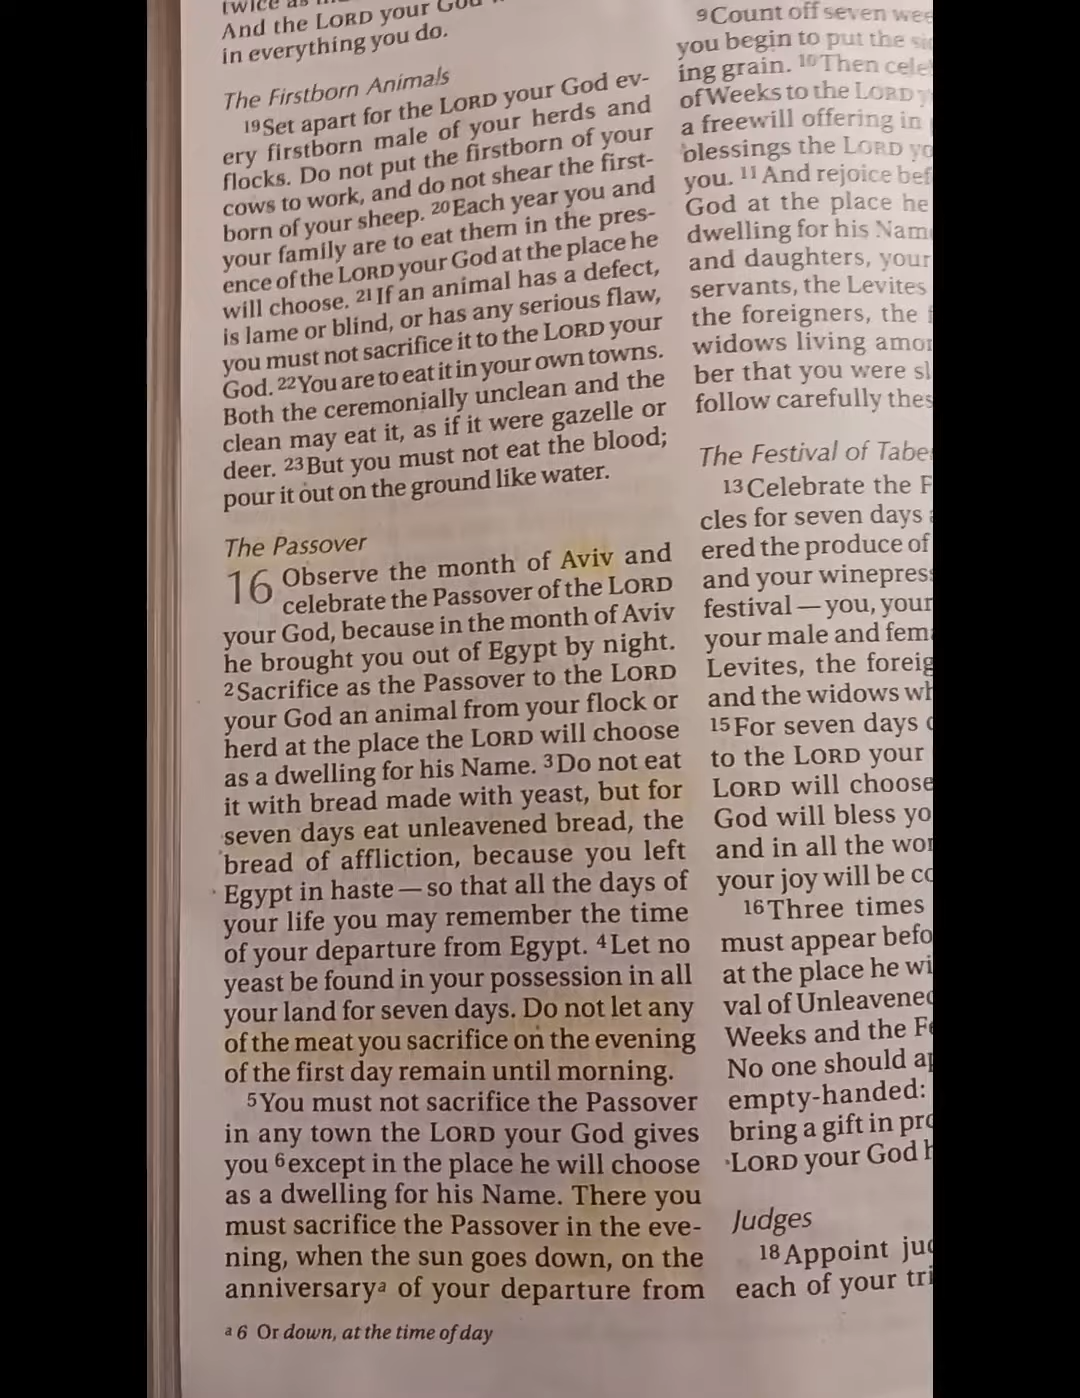 And the LORD your God
in everything you do.
The Firstborn Animals
19Set apart for the LORD your God ev-
ery firstborn male of your herds and
flocks. Do not put the firstborn of your
cows to work, and do not shear the first-
born of your sheep. 20Each year you and
your family are to eat them in the pres-
ence of the LORD your God at the place he
will choose. 21If an animal has a defect,
is lame or blind, or has any serious flaw,
you must not sacrifice it to the LORD your
God. 22You are to eat it in your own towns.
Both the ceremonially unclean and the
clean may eat it, as if it were gazelle or
deer. 23But you must not eat the blood;
pour it out on the ground like water.
The Passover
16 Observe the month of Aviv and
celebrate the Passover of the LORD
your God, because in the month of Aviv
he brought you out of Egypt by night.
2Sacrifice as the Passover to the LORD
your God an animal from your flock or
herd at the place the LORD will choose
as a dwelling for his Name. 3Do not eat
it with bread made with yeast, but for
seven days eat unleavened bread, the
bread of affliction, because you left
Egypt in haste — so that all the days of
your life you may remember the time
of your departure from Egypt. 4Let no
yeast be found in your possession in all
your land for seven days. Do not let any
of the meat you sacrifice on the evening
of the first day remain until morning.
5You must not sacrifice the Passover
in any town the LORD your God gives
you 6except in the place he will choose
as a dwelling for his Name. There you
must sacrifice the Passover in the eve-
ning, when the sun goes down, on the
anniversarya of your departure from
a 6 Or down, at the time of day
9Count off seven
you begin to put the
ing grain. 10Then
of Weeks to the LORD
a freewill offering in
blessings the LORD
you. 11And rejoice
God at the place he
dwelling for his
and daughters, your
servants, the Levites
the foreigners, the
widows living
ber that you were
follow carefully
The Festival of
13Celebrate the
cles for seven days
ered the produce of
and your
festival — you, your
your male and
Levites, the
and the widows
15For seven days
to the LORD your
LORD will choose
God will bless
and in all the
your joy will be
16Three times
must appear
at the place he
val of
Weeks and the
No one should
empty-handed:
bring a gift in
LORD your God
Judges
18Appoint
each of your